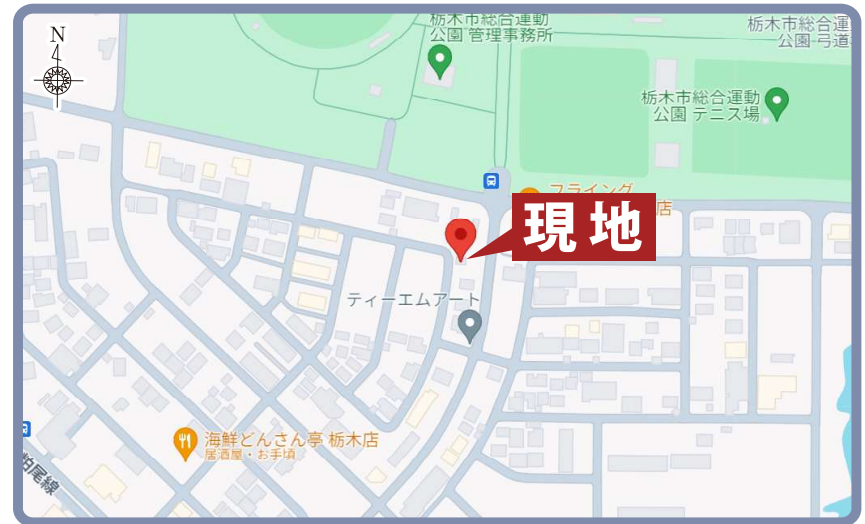 N
栃木市総合運動
公園 管理事務所
栃木市総合運
公園 弓道
栃木市総合運動
公園 テニス場
フライング
店
現地
ティーエムアート
海鮮どんさん亭 栃木店
居酒屋・お手頃
柏尾線